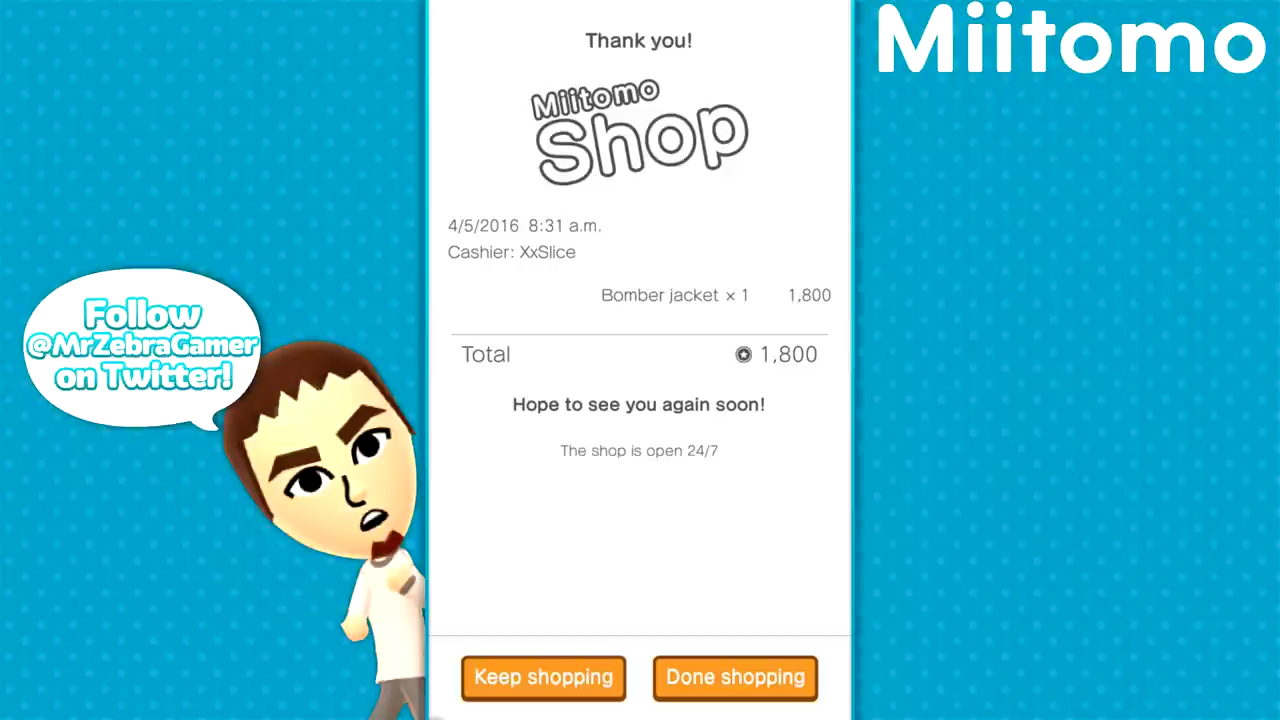 Thank you!
Miitomo
Miitomo
Shop
4/5/2016 8:31 a.m.
Cashier: XxSlice
Bomber jacket × 1 1,800
Total 1,800
Hope to see you again soon!
The shop is open 24/7
Follow
@MrZebraGamer
on Twitter!
Keep shopping
Done shopping